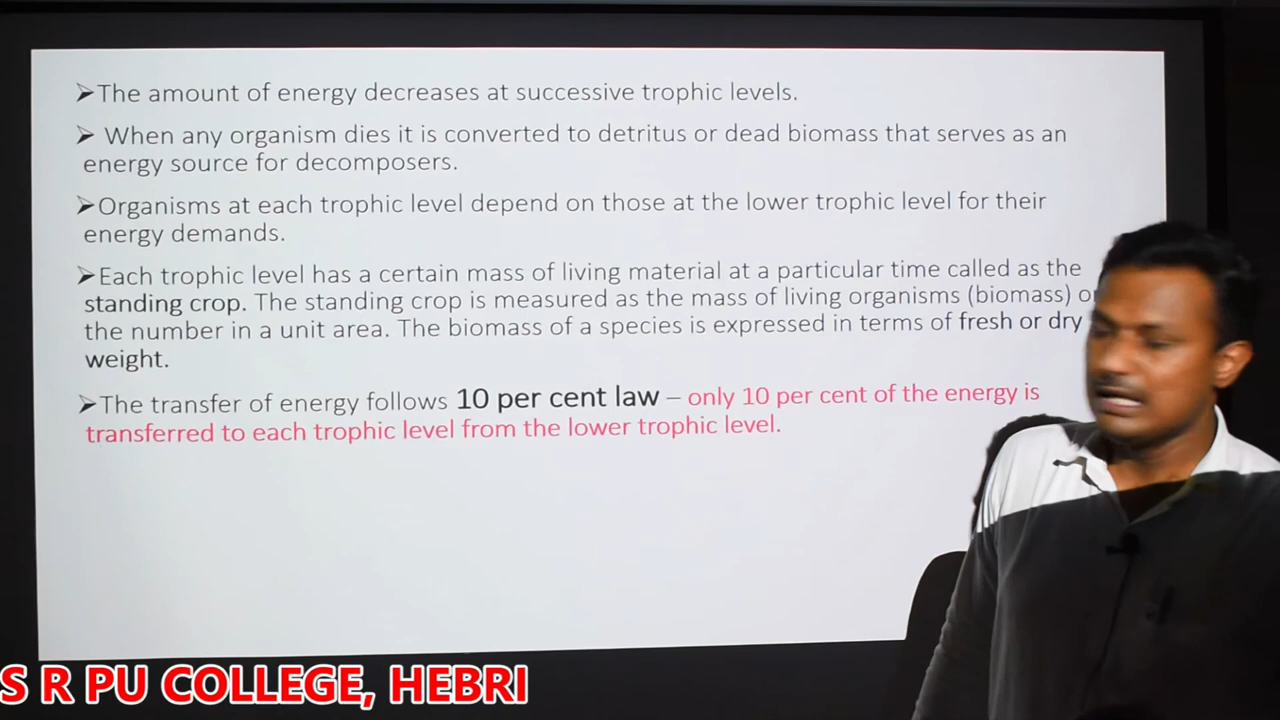 ➢The amount of energy decreases at successive trophic levels.
➢ When any organism dies it is converted to detritus or dead biomass that serves as an
energy source for decomposers.
➢Organisms at each trophic level depend on those at the lower trophic level for their
energy demands.
➢Each trophic level has a certain mass of living material at a particular time called as the
standing crop. The standing crop is measured as the mass of living organisms (biomass)
the number in a unit area. The biomass of a species is expressed in terms of fresh or dry
weight.
➢The transfer of energy follows 10 per cent law – only 10 per cent of the energy is
transferred to each trophic level from the lower trophic level.
S R PU COLLEGE, HEBRI